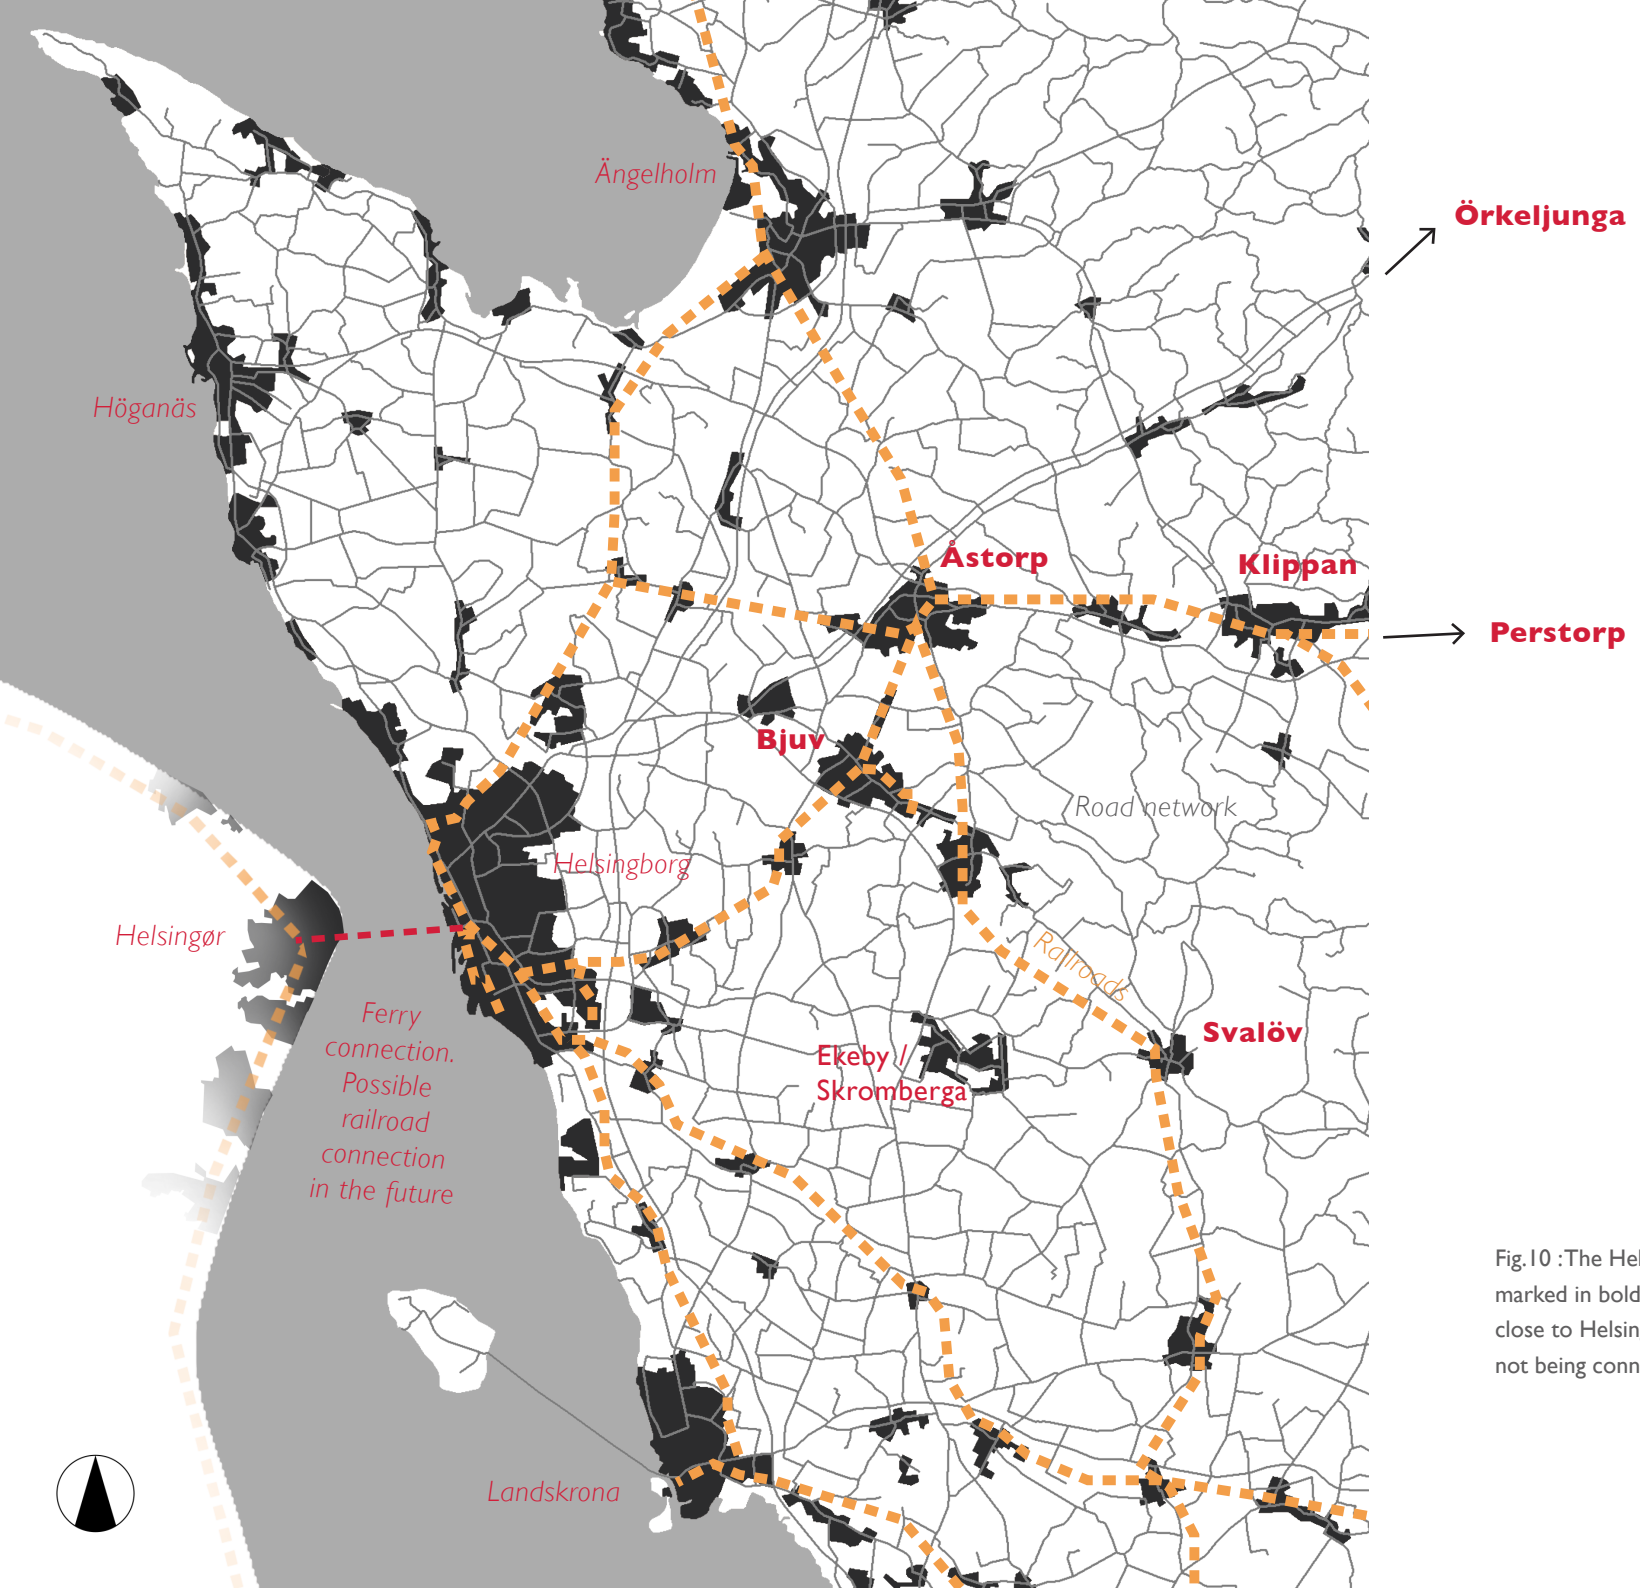 Ängelholm
Örkeljunga
Höganäs
Åstorp
Klippan
Perstorp
Bjuv
Road network
Helsingborg
Helsingør
Railroads
Ferry
connection.
Possible
railroad
connection
in the future
Svalöv
Ekeby /
Skromberga
Fig.10 :The Hel
marked in bold
close to Helsin
not being conn
Landskrona